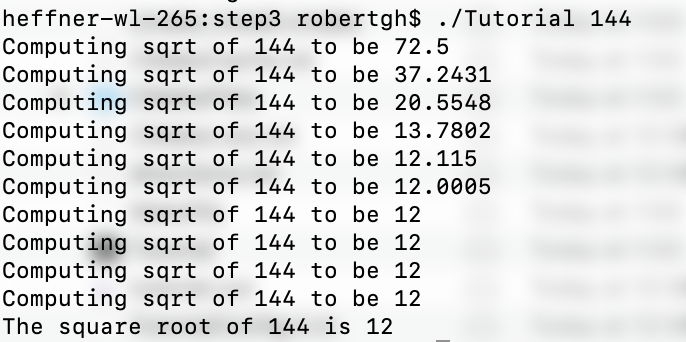 heffner-wl-265:step3 robertgh$ ./Tutorial 144
Computing sqrt of 144 to be 72.5
Computing sqrt of 144 to be 37.2431
Computing sqrt of 144 to be 20.5548
Computing sqrt of 144 to be 13.7802
Computing sqrt of 144 to be 12.115
Computing sqrt of 144 to be 12.0005
Computing sqrt of 144 to be 12
Computing sqrt of 144 to be 12
Computing sqrt of 144 to be 12
Computing sqrt of 144 to be 12
The square root of 144 is 12